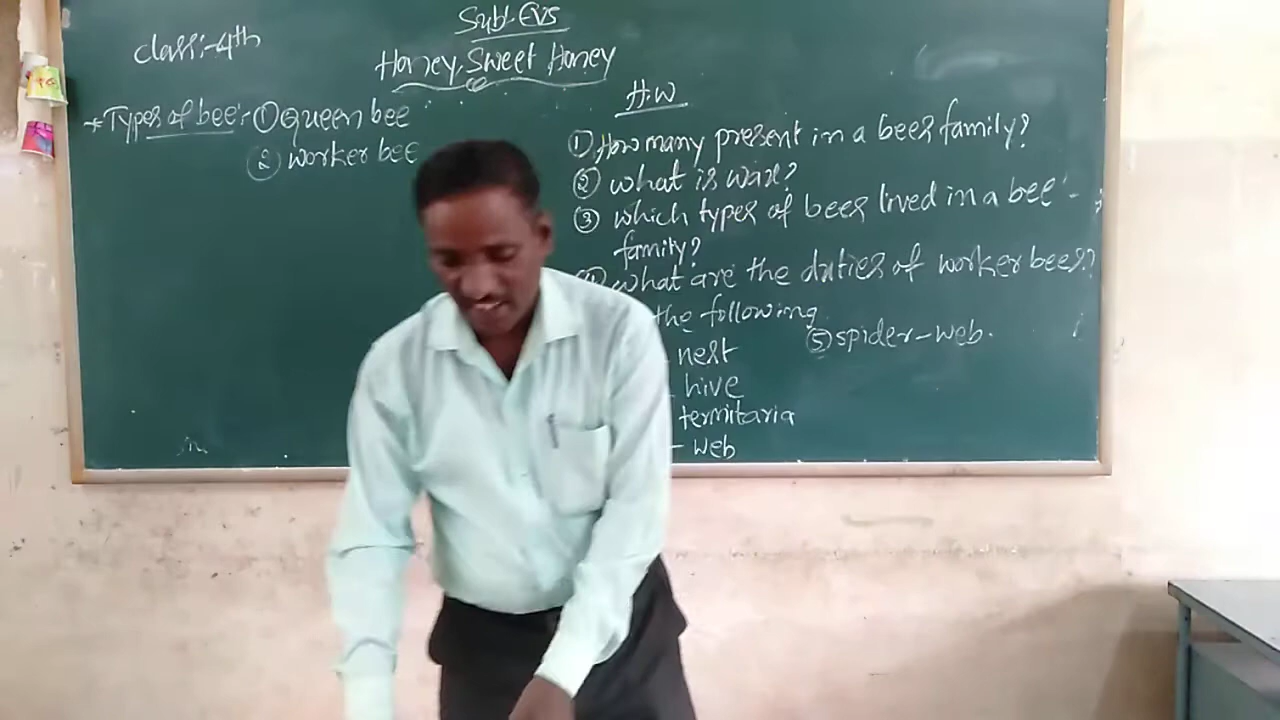 Sub:-EVS
Class:-4th
Honey Sweet Honey
* Types of bee:- ① Queen bee
② worker bee
H.W
① How many present in a bees family?
② what is wax?
③ which types of bees lived in a bee
family?
④ what are the duties of worker bees?
the following
nest
⑤ spider-web.
hive
termitaria
- web